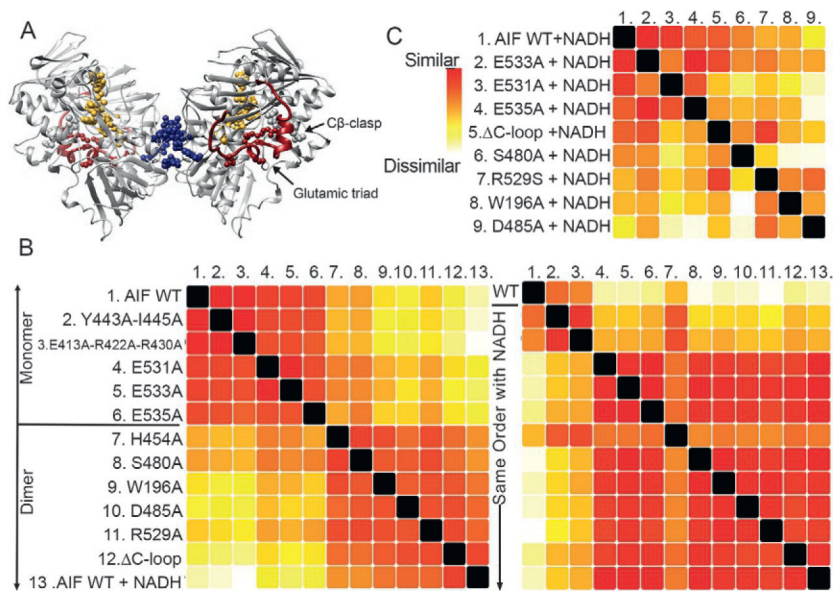 A
Cβ-clasp
Glutamic triad
C
1. 2. 3. 4. 5. 6. 7. 8. 9.
Similar
Dissimilar
1. AIF WT+NADH
2. E533A + NADH
3. E531A + NADH
4. E535A + NADH
5.ΔC-loop +NADH
6. S480A + NADH
7.R529S + NADH
8. W196A + NADH
9. D485A + NADH
B
1. 2. 3. 4. 5. 6. 7. 8. 9. 10. 11. 12. 13.
Monomer
Dimer
1. AIF WT
2. Y443A-I445A
3.E413A-R422A-R430A
4. E531A
5. E533A
6. E535A
7. H454A
8. S480A
9. W196A
10. D485A
11. R529A
12.ΔC-loop
13 .AIF WT + NADH
1. 2. 3. 4. 5. 6. 7. 8. 9. 10. 11. 12. 13.
WT
Same Order with NADH